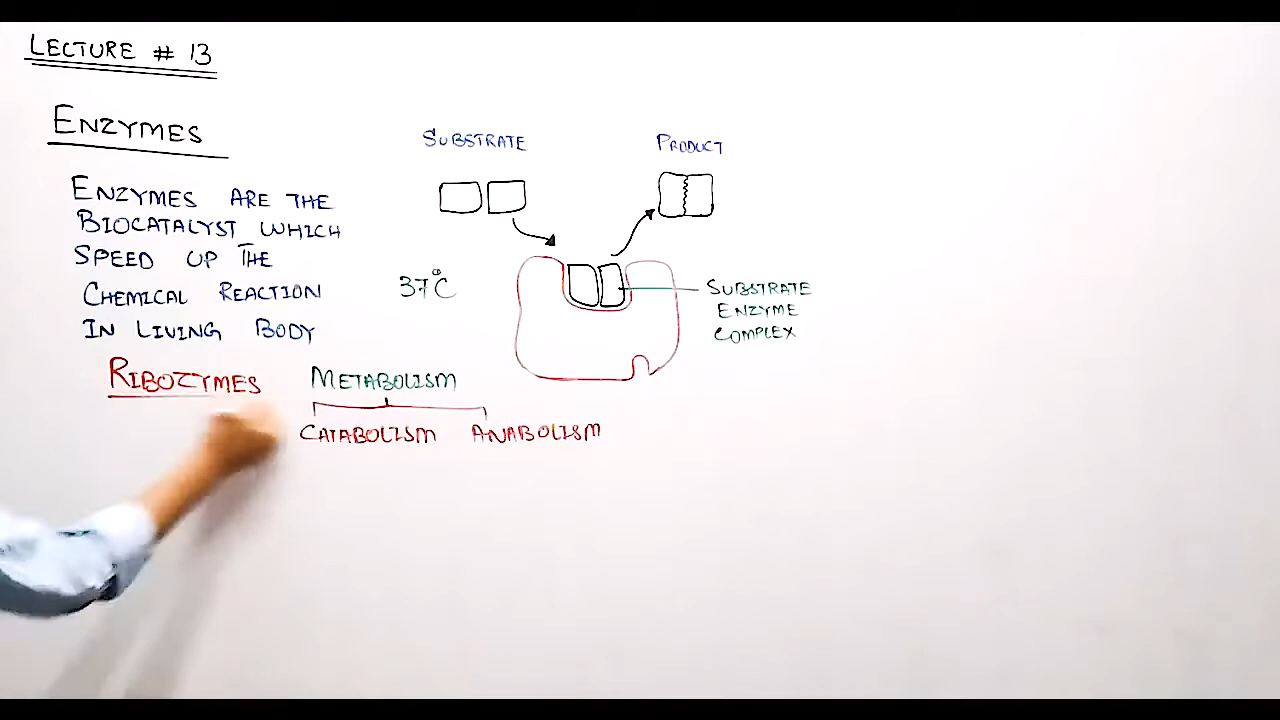 LECTURE # 13
ENZYMES
ENZYMES ARE THE
BIOCATALYST WHICH
SPEED UP THE
CHEMICAL REACTION
IN LIVING BODY
RIBOZYMES
SUBSTRATE
PRODUCT
37°C
SUBSTRATE
ENZYME
COMPLEX
METABOLISM
CATABOLISM ANABOLISM